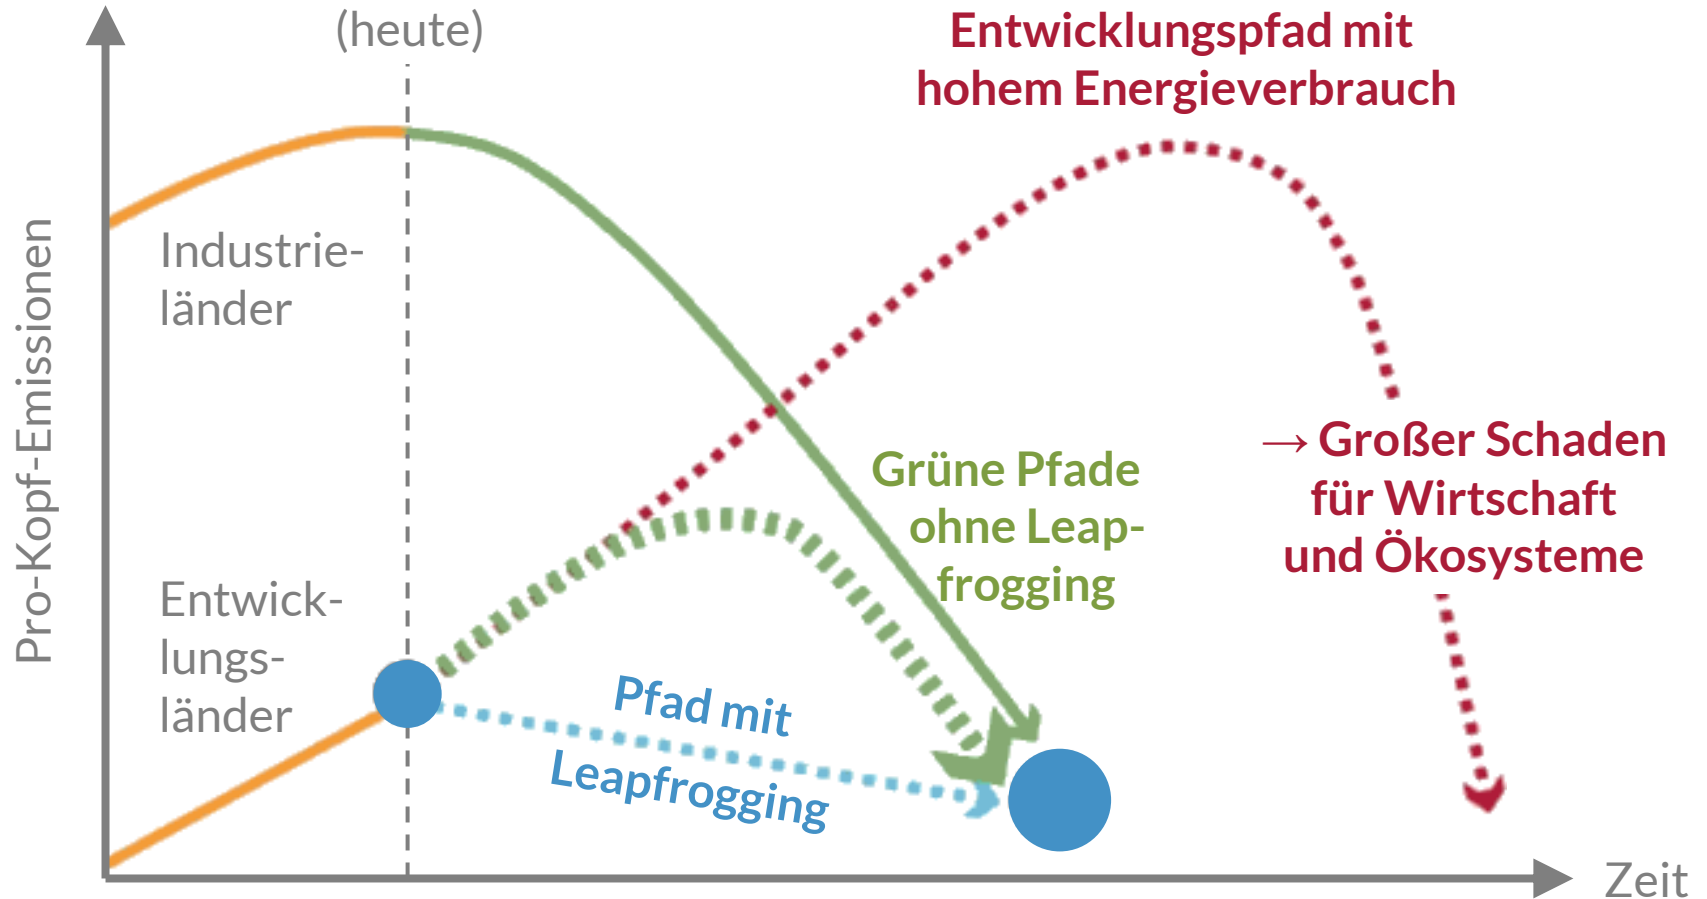 (heute)
Entwicklungspfad mit
hohem Energieverbrauch
Pro-Kopf-Emissionen
Industrie-
länder
→ Großer Schaden
für Wirtschaft
und Ökosysteme
Grüne Pfade
ohne Leap-
frogging
Entwick-
lungs-
länder
Pfad mit
Leapfrogging
Zeit